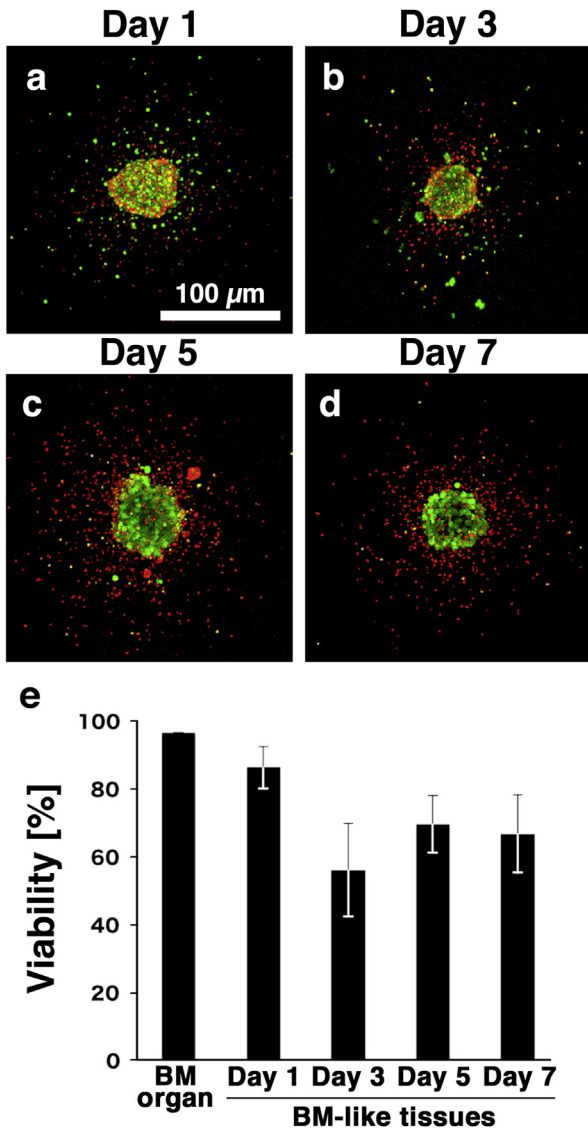 Day 1
Day 3
a
b
100 µm
Day 5
Day 7
c
d
e
Viability [%]
100
80
60
40
20
0
BM organ
Day 1
Day 3
Day 5
Day 7
BM-like tissues